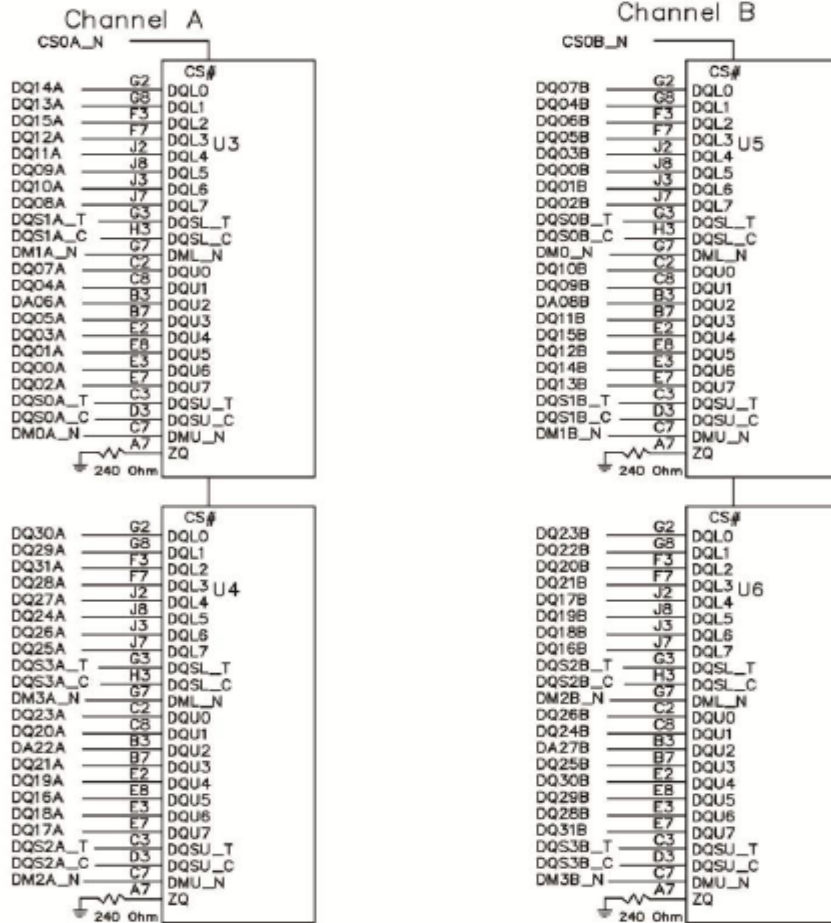 Channel A
CS0A_N
CS#
DQ14A G2 DQL0
DQ13A G8 DQL1
DQ15A F3 DQL2
DQ12A F7 DQL3 U3
DQ11A J2 DQL4
DQ09A J8 DQL5
DQ10A J3 DQL6
DQ08A J7 DQL7
DQS1A_T G3 DQSL_T
DQS1A_C H3 DQSL_C
DM1A_N G7 DML_N
DQ07A C2 DQU0
DQ04A C8 DQU1
DA06A B3 DQU2
DQ05A B7 DQU3
DQ03A E2 DQU4
DQ01A E8 DQU5
DQ00A E3 DQU6
DQ02A E7 DQU7
DQS0A_T C3 DQSU_T
DQS0A_C D3 DQSU_C
DM0A_N C7 DMU_N
A7 ZQ
240 Ohm
CS#
DQ30A G2 DQL0
DQ29A G8 DQL1
DQ31A F3 DQL2
DQ28A F7 DQL3 U4
DQ27A J2 DQL4
DQ24A J8 DQL5
DQ26A J3 DQL6
DQ25A J7 DQL7
DQS3A_T G3 DQSL_T
DQS3A_C H3 DQSL_C
DM3A_N G7 DML_N
DQ23A C2 DQU0
DQ20A C8 DQU1
DA22A B3 DQU2
DQ21A B7 DQU3
DQ19A E2 DQU4
DQ16A E8 DQU5
DQ18A E3 DQU6
DQ17A E7 DQU7
DQS2A_T C3 DQSU_T
DQS2A_C D3 DQSU_C
DM2A_N C7 DMU_N
A7 ZQ
240 Ohm
Channel B
CS0B_N
CS#
DQ07B G2 DQL0
DQ04B G8 DQL1
DQ06B F3 DQL2
DQ05B F7 DQL3 U5
DQ03B J2 DQL4
DQ00B J8 DQL5
DQ01B J3 DQL6
DQ02B J7 DQL7
DQS0B_T G3 DQSL_T
DQS0B_C H3 DQSL_C
DM0_N G7 DML_N
DQ10B C2 DQU0
DQ09B C8 DQU1
DA08B B3 DQU2
DQ11B B7 DQU3
DQ15B E2 DQU4
DQ12B E8 DQU5
DQ14B E3 DQU6
DQ13B E7 DQU7
DQS1B_T C3 DQSU_T
DQS1B_C D3 DQSU_C
DM1B_N C7 DMU_N
A7 ZQ
240 Ohm
CS#
DQ23B G2 DQL0
DQ22B G8 DQL1
DQ20B F3 DQL2
DQ21B F7 DQL3 U6
DQ17B J2 DQL4
DQ19B J8 DQL5
DQ18B J3 DQL6
DQ16B J7 DQL7
DQS2B_T G3 DQSL_T
DQS2B_C H3 DQSL_C
DM2B_N G7 DML_N
DQ26B C2 DQU0
DQ24B C8 DQU1
DA27B B3 DQU2
DQ25B B7 DQU3
DQ30B E2 DQU4
DQ29B E8 DQU5
DQ28B E3 DQU6
DQ31B E7 DQU7
DQS3B_T C3 DQSU_T
DQS3B_C D3 DQSU_C
DM3B_N C7 DMU_N
A7 ZQ
240 Ohm